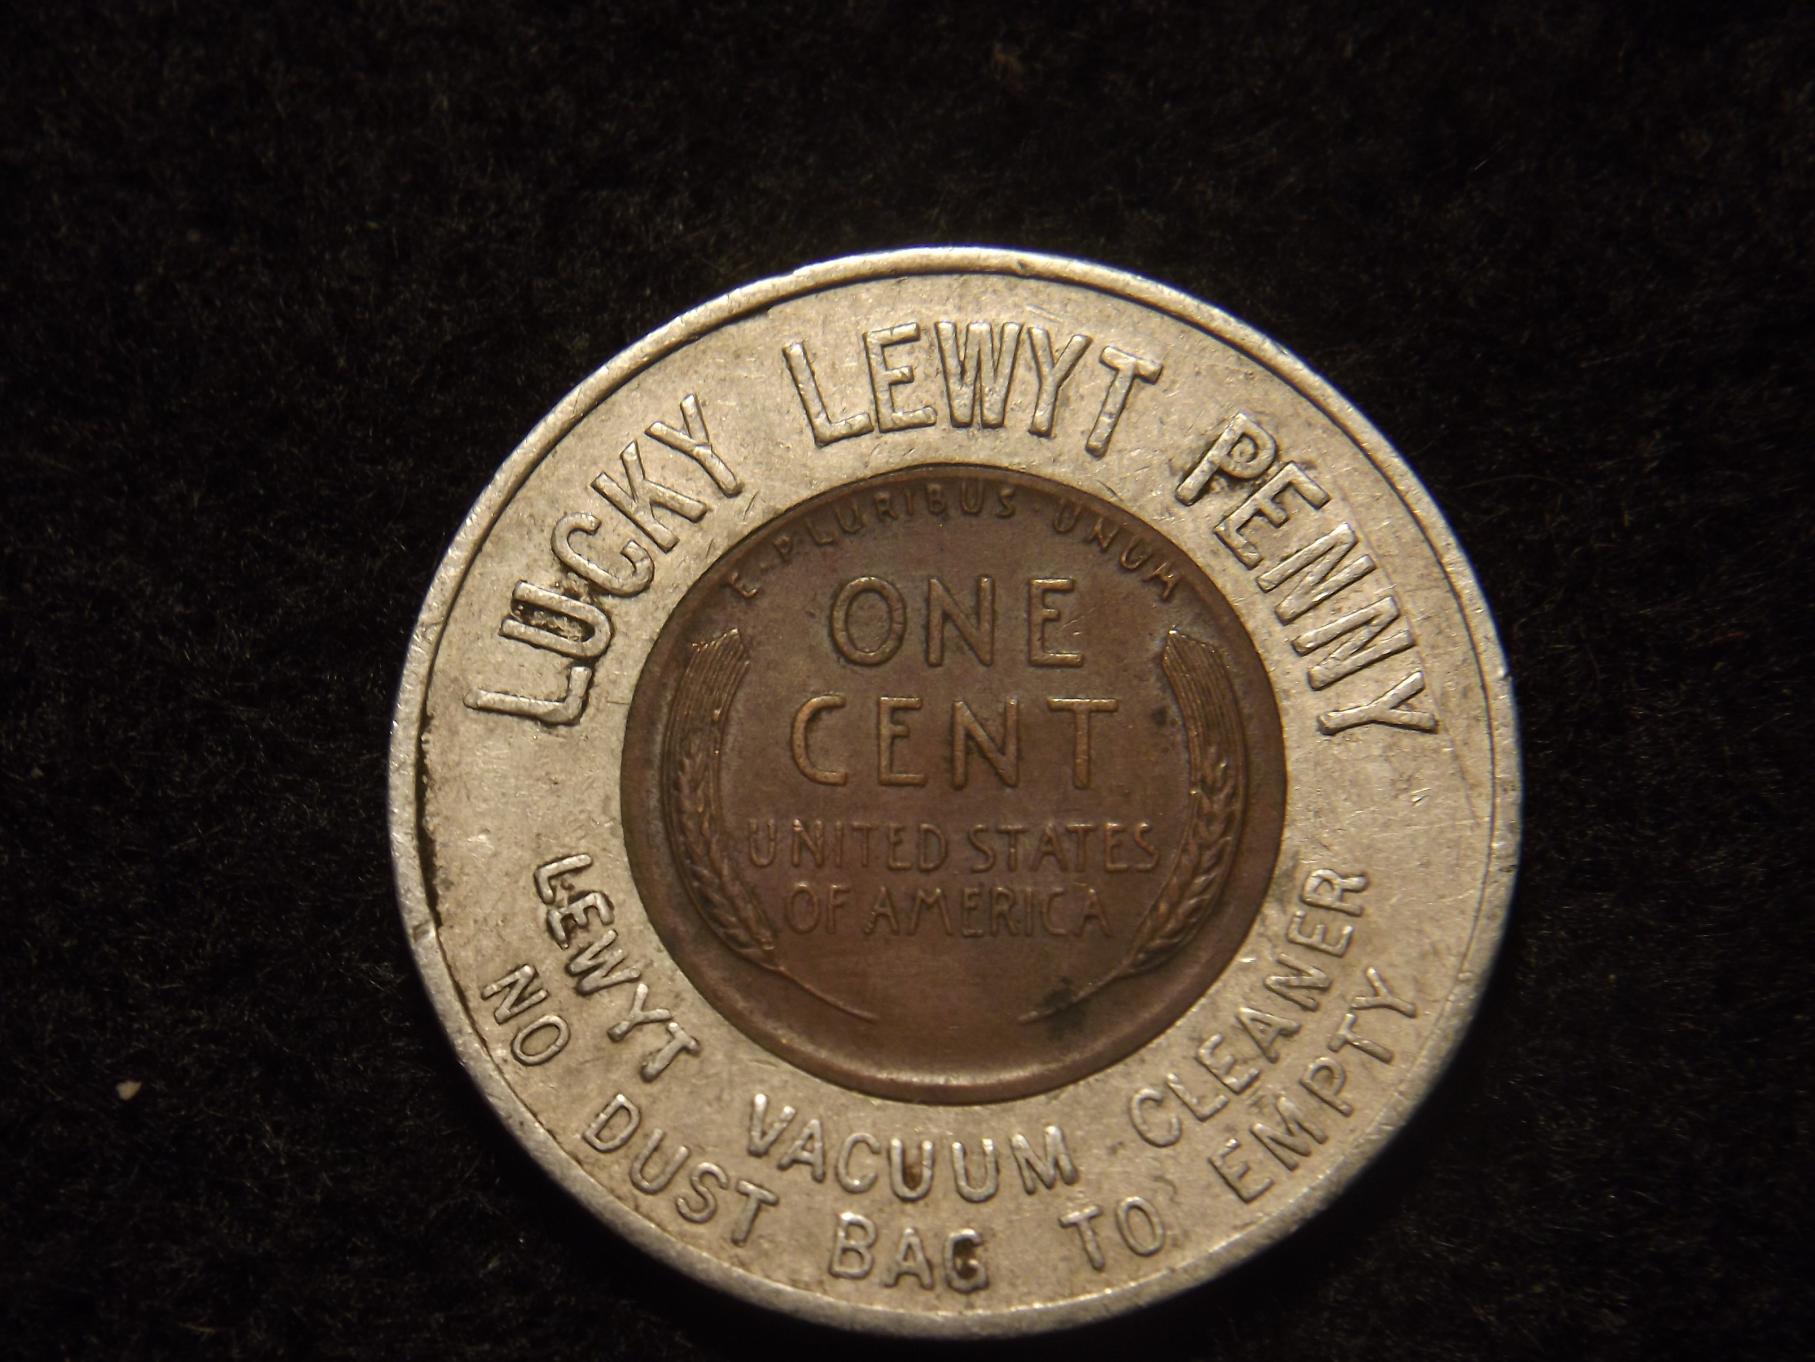 LUCKY LEWYT PENNY
E · PLURIBUS · UNUM
ONE
CENT
UNITED STATES
OF AMERICA
LEWYT VACUUM CLEANER
NO DUST BAG TO EMPTY